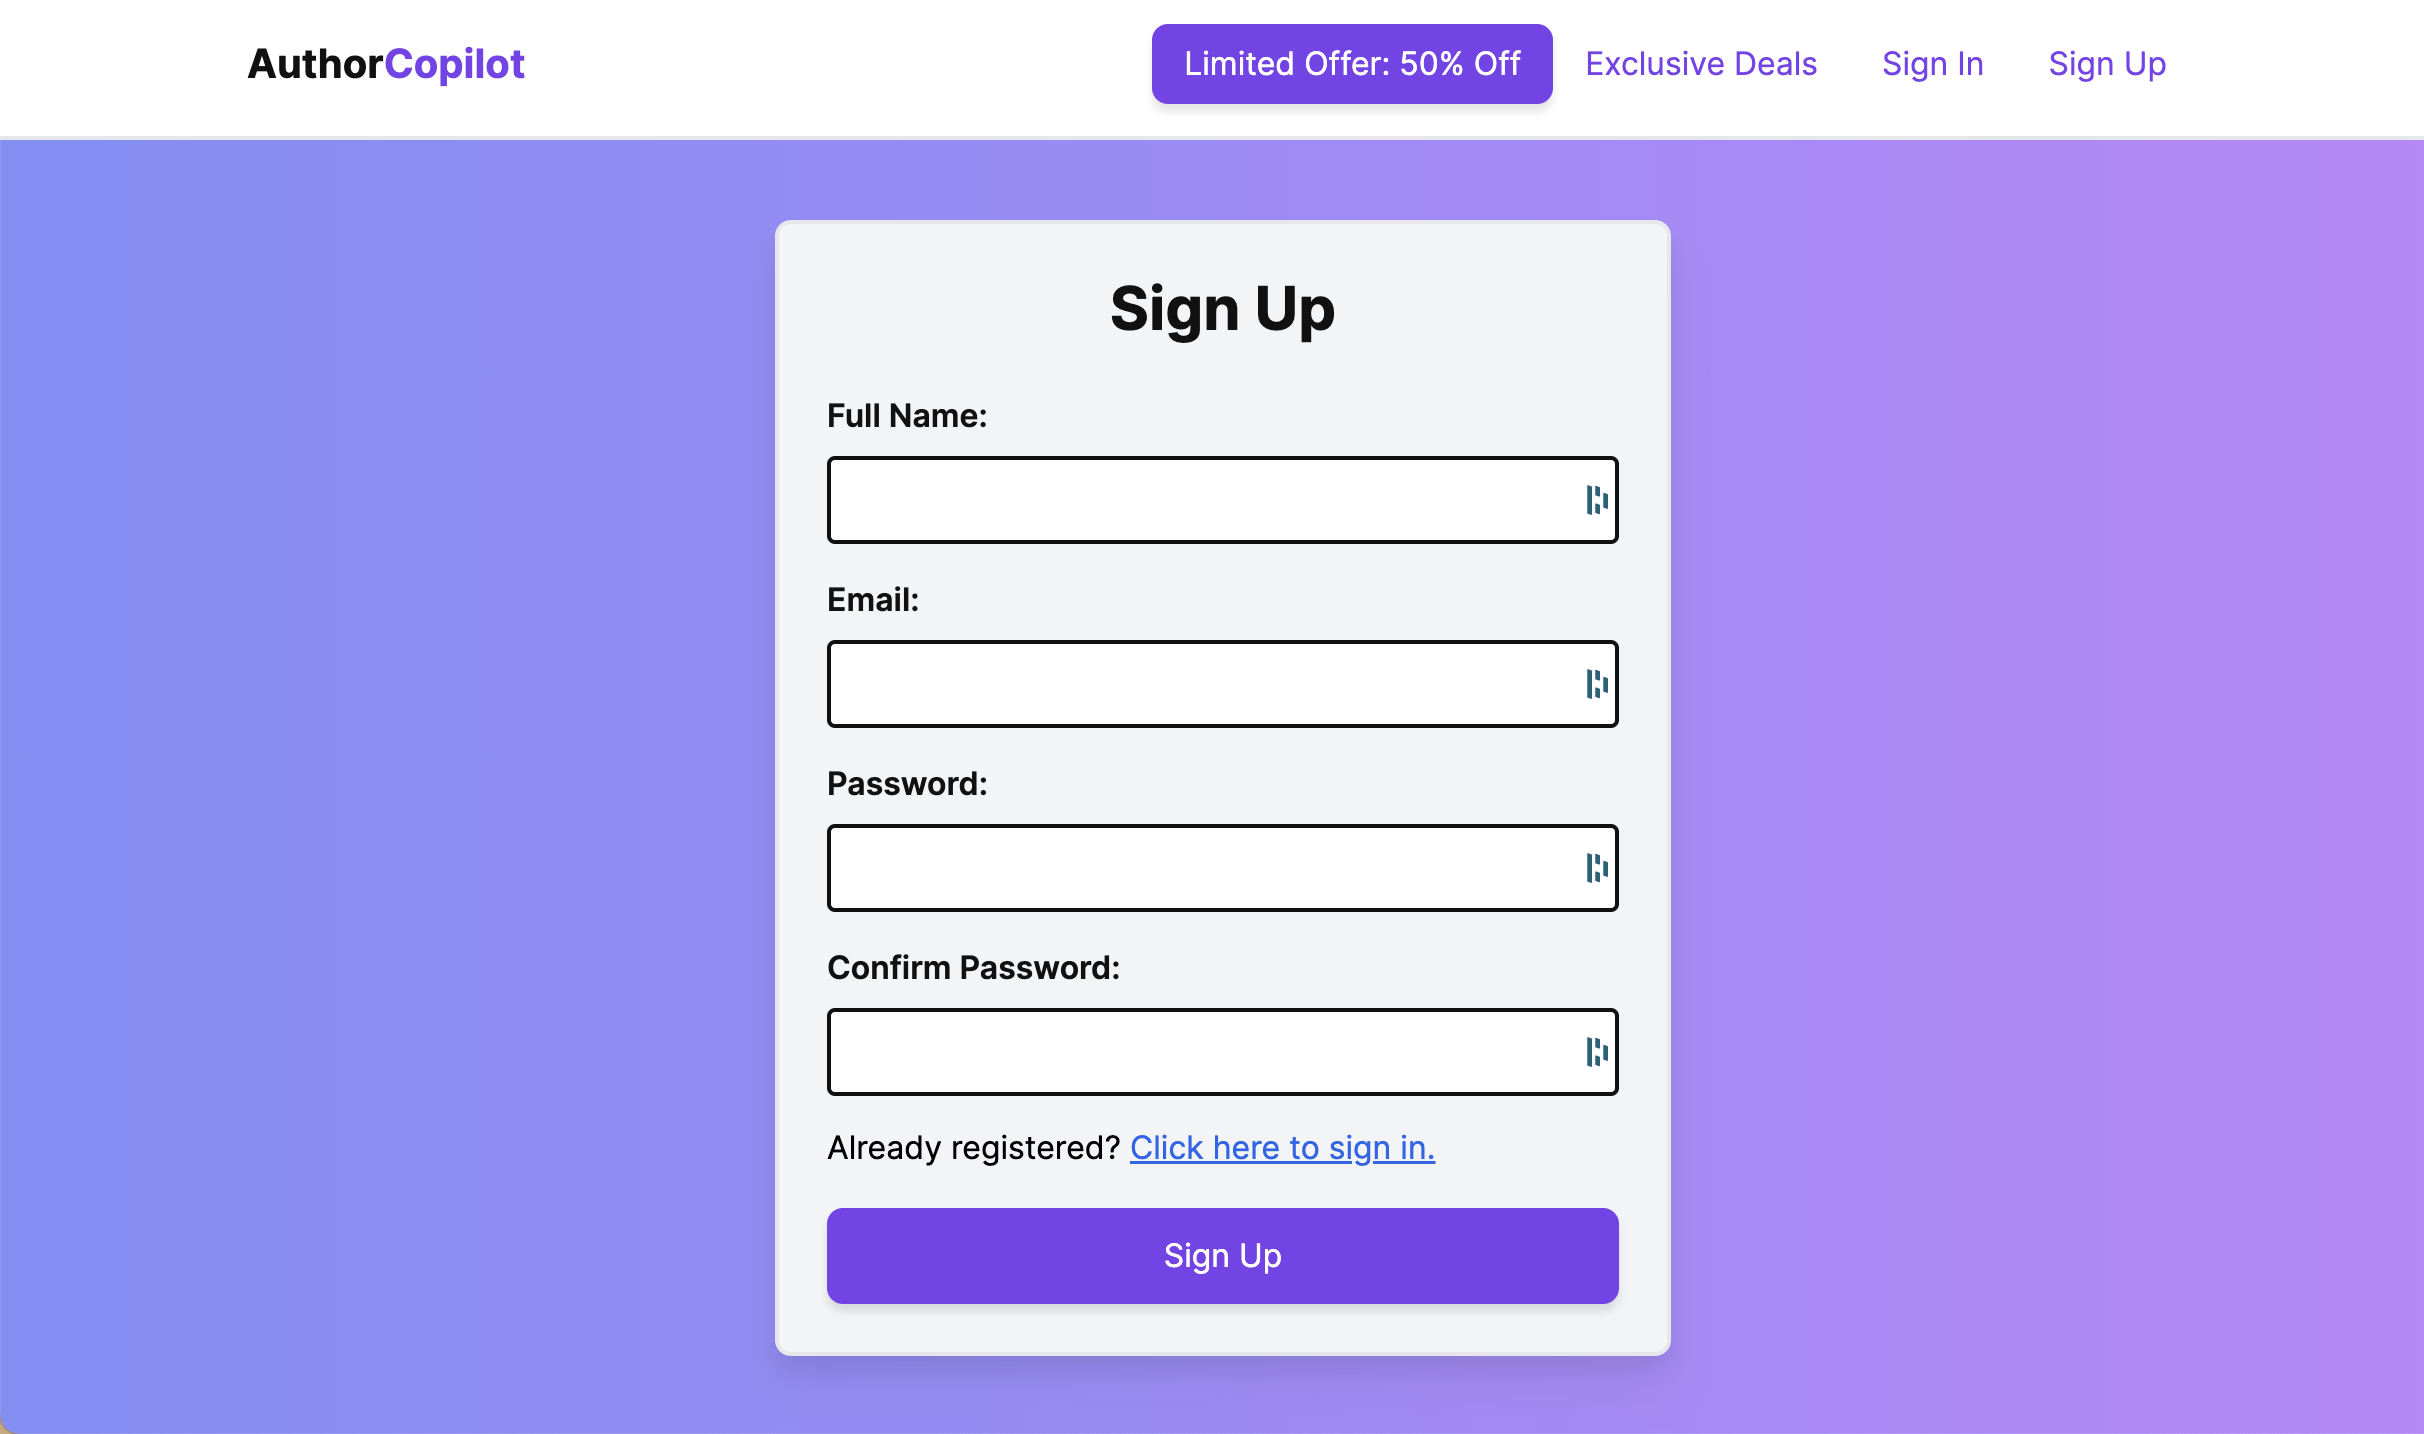 AuthorCopilot
Limited Offer: 50% Off
Exclusive Deals
Sign In
Sign Up
Sign Up
Full Name:
Email:
Password:
Confirm Password:
Already registered? Click here to sign in.
Sign Up